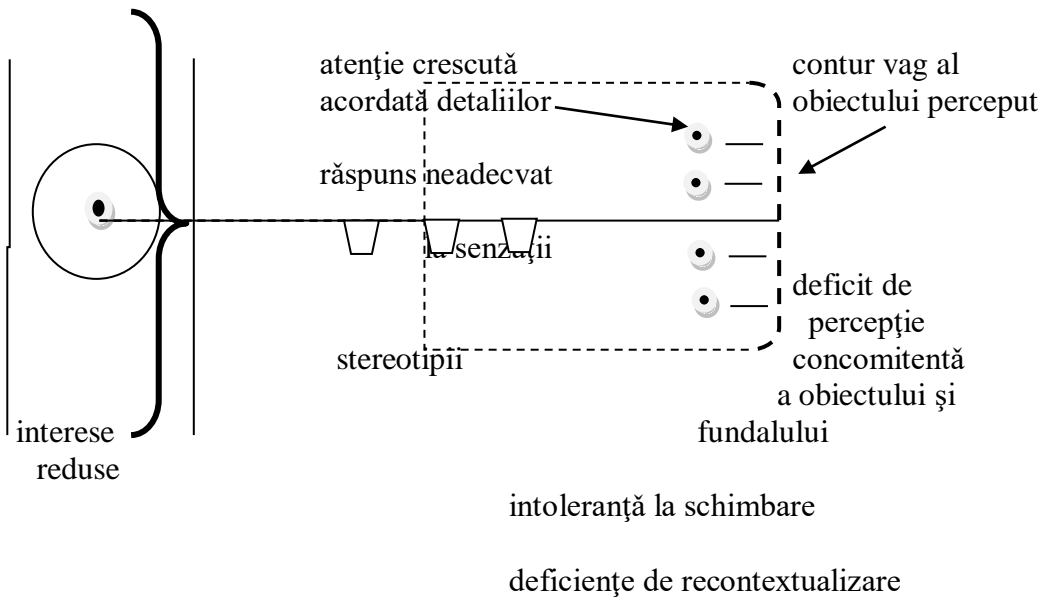 atenţie crescută
acordată detaliilor
contur vag al
obiectului perceput
răspuns neadecvat
la senzaţii
deficit de
percepţie
concomitentă
a obiectului şi
fundalului
stereotipii
interese
reduse
intoleranţă la schimbare
deficienţe de recontextualizare